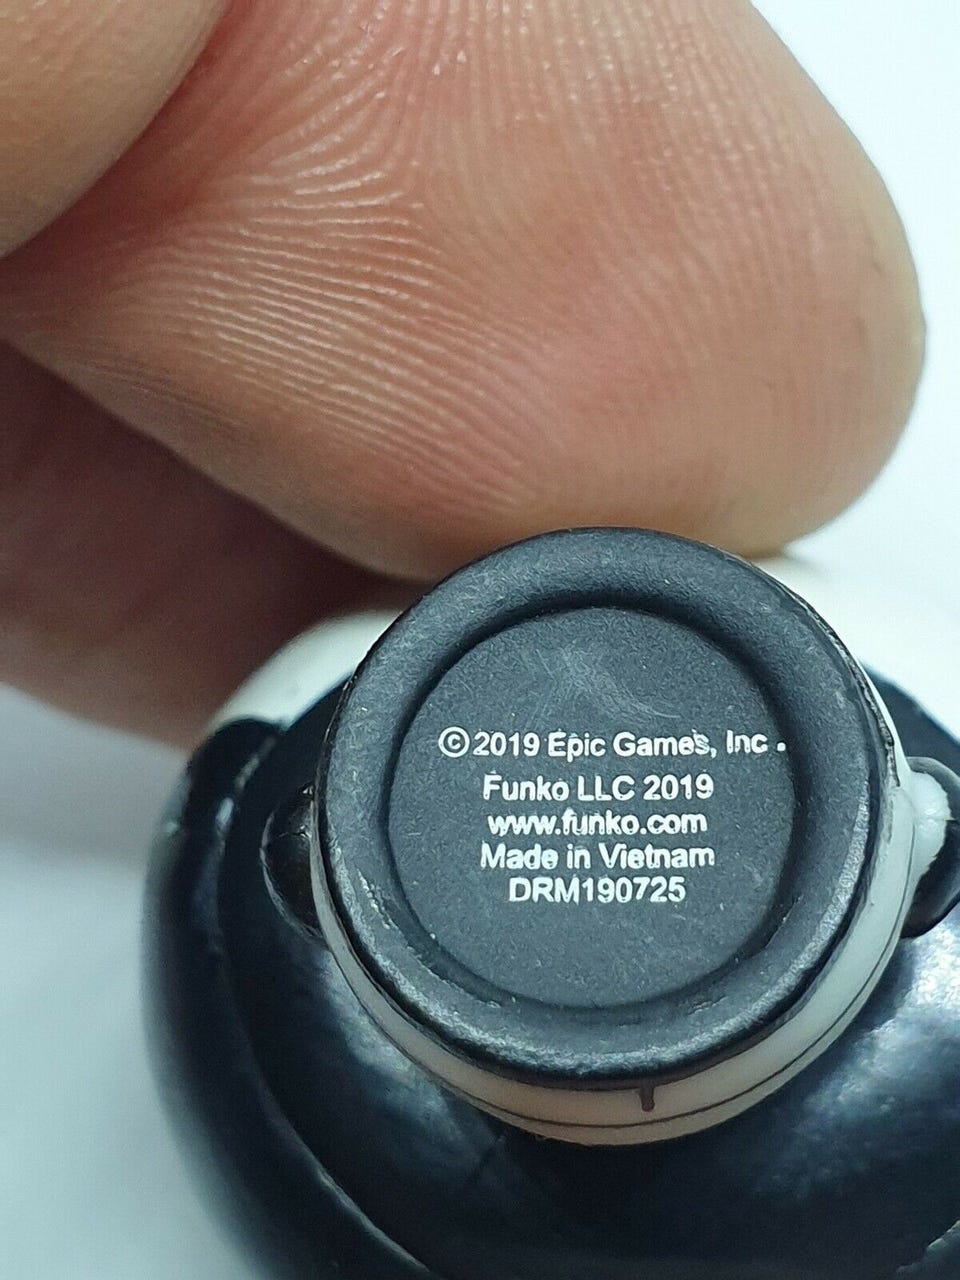 ©2019 Epic Games, Inc .
Funko LLC 2019
www.funko.com
Made in Vietnam
DRM190725